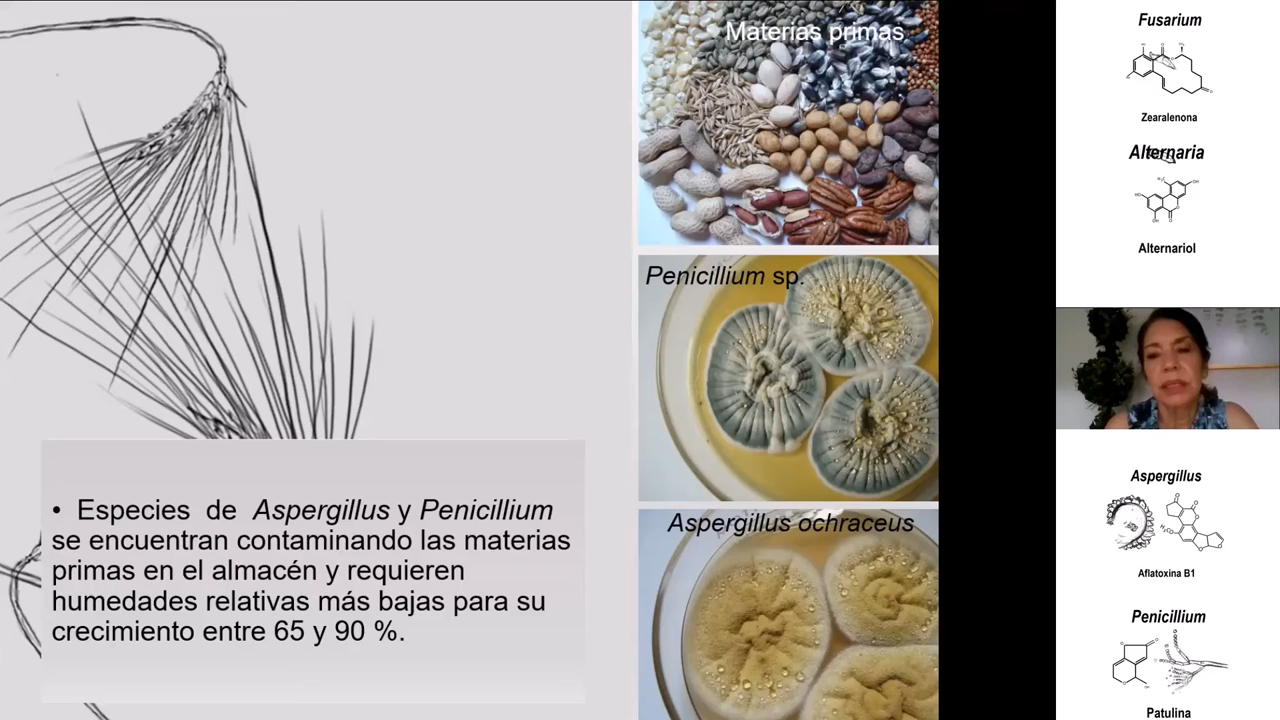 • Especies de Aspergillus y Penicillium
se encuentran contaminando las materias
primas en el almacén y requieren
humedades relativas más bajas para su
crecimiento entre 65 y 90 %.
Materias primas
Penicillium sp.
Aspergillus ochraceus
Fusarium
Zearalenona
Alternaria
Alternariol
Aspergillus
Aflatoxina B1
Penicillium
Patulina